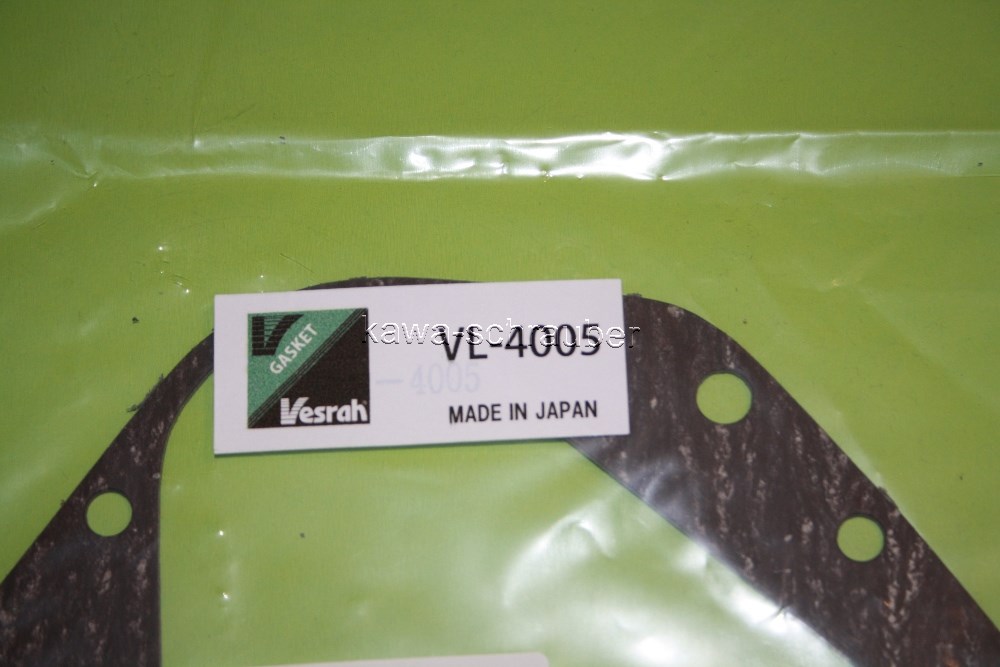 V
GASKET
Vesrah
kawa-schrauber
VL-4005
-4005
MADE IN JAPAN